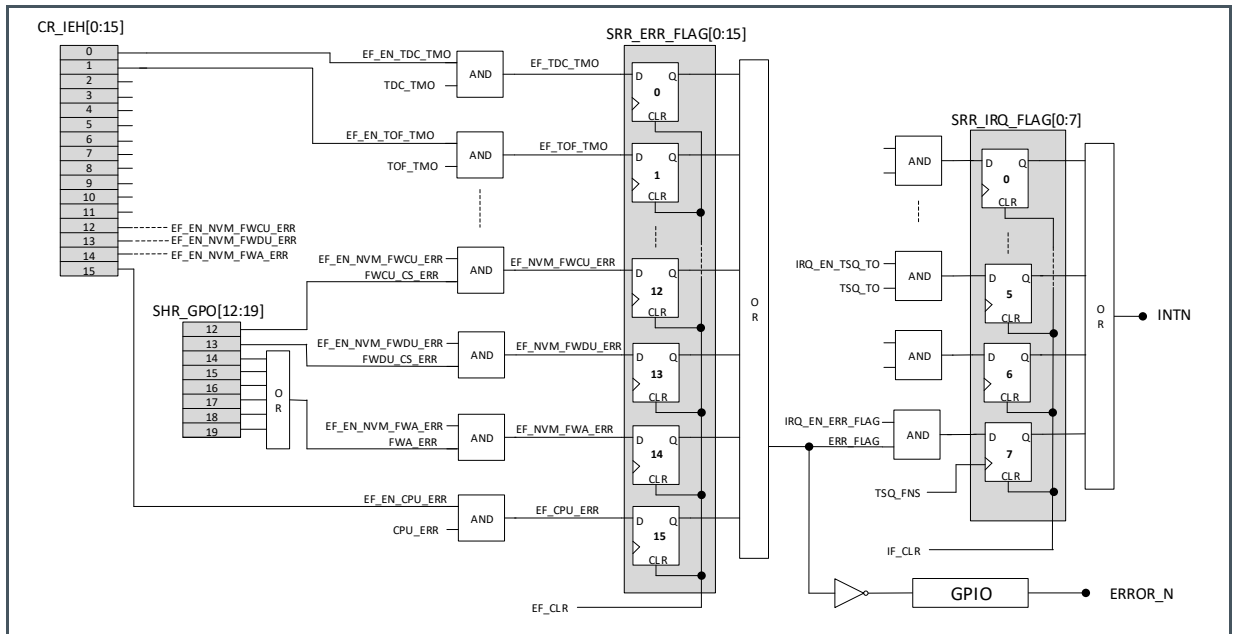 CR_IEH[0:15]
0
1
2
3
4
5
6
7
8
9
10
11
12
13
14
15
EF_EN_NVM_FWCU_ERR
EF_EN_NVM_FWDU_ERR
EF_EN_NVM_FWA_ERR
SHR_GPO[12:19]
12
13
14
15
16
17
18
19
O
R
EF_EN_TDC_TMO
TDC_TMO
AND
EF_TDC_TMO
EF_EN_TOF_TMO
TOF_TMO
AND
EF_TOF_TMO
EF_EN_NVM_FWCU_ERR
FWCU_CS_ERR
AND
EF_NVM_FWCU_ERR
EF_EN_NVM_FWDU_ERR
FWDU_CS_ERR
AND
EF_NVM_FWDU_ERR
EF_EN_NVM_FWA_ERR
FWA_ERR
AND
EF_NVM_FWA_ERR
EF_EN_CPU_ERR
CPU_ERR
AND
EF_CPU_ERR
SRR_ERR_FLAG[0:15]
D Q
0
CLR
D Q
1
CLR
D Q
12
CLR
D Q
13
CLR
D Q
14
CLR
D Q
15
CLR
EF_CLR
O
R
SRR_IRQ_FLAG[0:7]
AND
D Q
0
CLR
IRQ_EN_TSQ_TO
TSQ_TO
AND
D Q
5
CLR
AND
D Q
6
CLR
IRQ_EN_ERR_FLAG
ERR_FLAG
AND
D Q
7
CLR
TSQ_FNS
IF_CLR
O
R
INTN
GPIO
ERROR_N